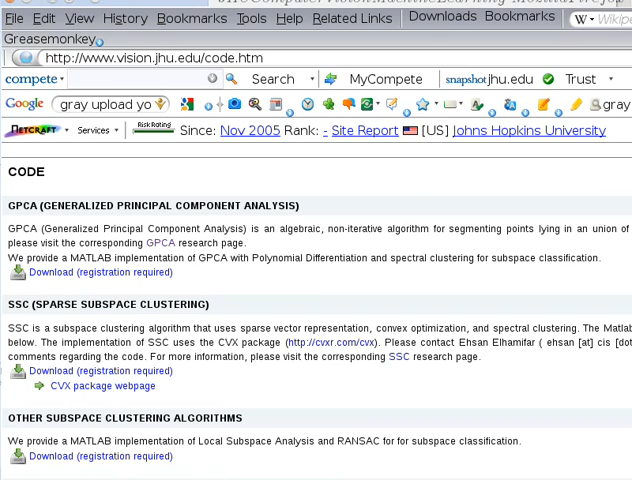 File Edit View History Bookmarks Tools Help Related Links Downloads Bookmarks W Wikipe
Greasemonkey
http://www.vision.jhu.edu/code.htm
compete Search MyCompete snapshot jhu.edu Trust
Google gray upload yo gray
NETCRAFT Services Risk Rating Since: Nov 2005 Rank: - Site Report [US] Johns Hopkins University
CODE
GPCA (GENERALIZED PRINCIPAL COMPONENT ANALYSIS)
GPCA (Generalized Principal Component Analysis) is an algebraic, non-iterative algorithm for segmenting points lying in an union of
please visit the corresponding GPCA research page.
We provide a MATLAB implementation of GPCA with Polynomial Differentiation and spectral clustering for subspace classification.
Download (registration required)
SSC (SPARSE SUBSPACE CLUSTERING)
SSC is a subspace clustering algorithm that uses sparse vector representation, convex optimization, and spectral clustering. The Matlab
below. The implementation of SSC uses the CVX package (http://cvxr.com/cvx). Please contact Ehsan Elhamifar ( ehsan [at] cis [dot
comments regarding the code. For more information, please visit the corresponding SSC research page.
Download (registration required)
CVX package webpage
OTHER SUBSPACE CLUSTERING ALGORITHMS
We provide a MATLAB implementation of Local Subspace Analysis and RANSAC for for subspace classification.
Download (registration required)